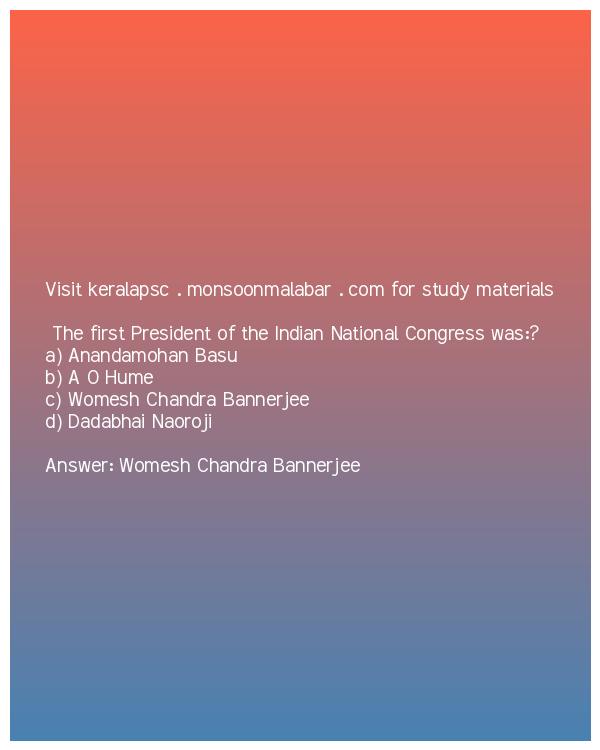 Visit keralapsc . monsoonmalabar . com for study materials
The first President of the Indian National Congress was:?
a) Anandamohan Basu
b) A O Hume
c) Womesh Chandra Bannerjee
d) Dadabhai Naoroji
Answer: Womesh Chandra Bannerjee